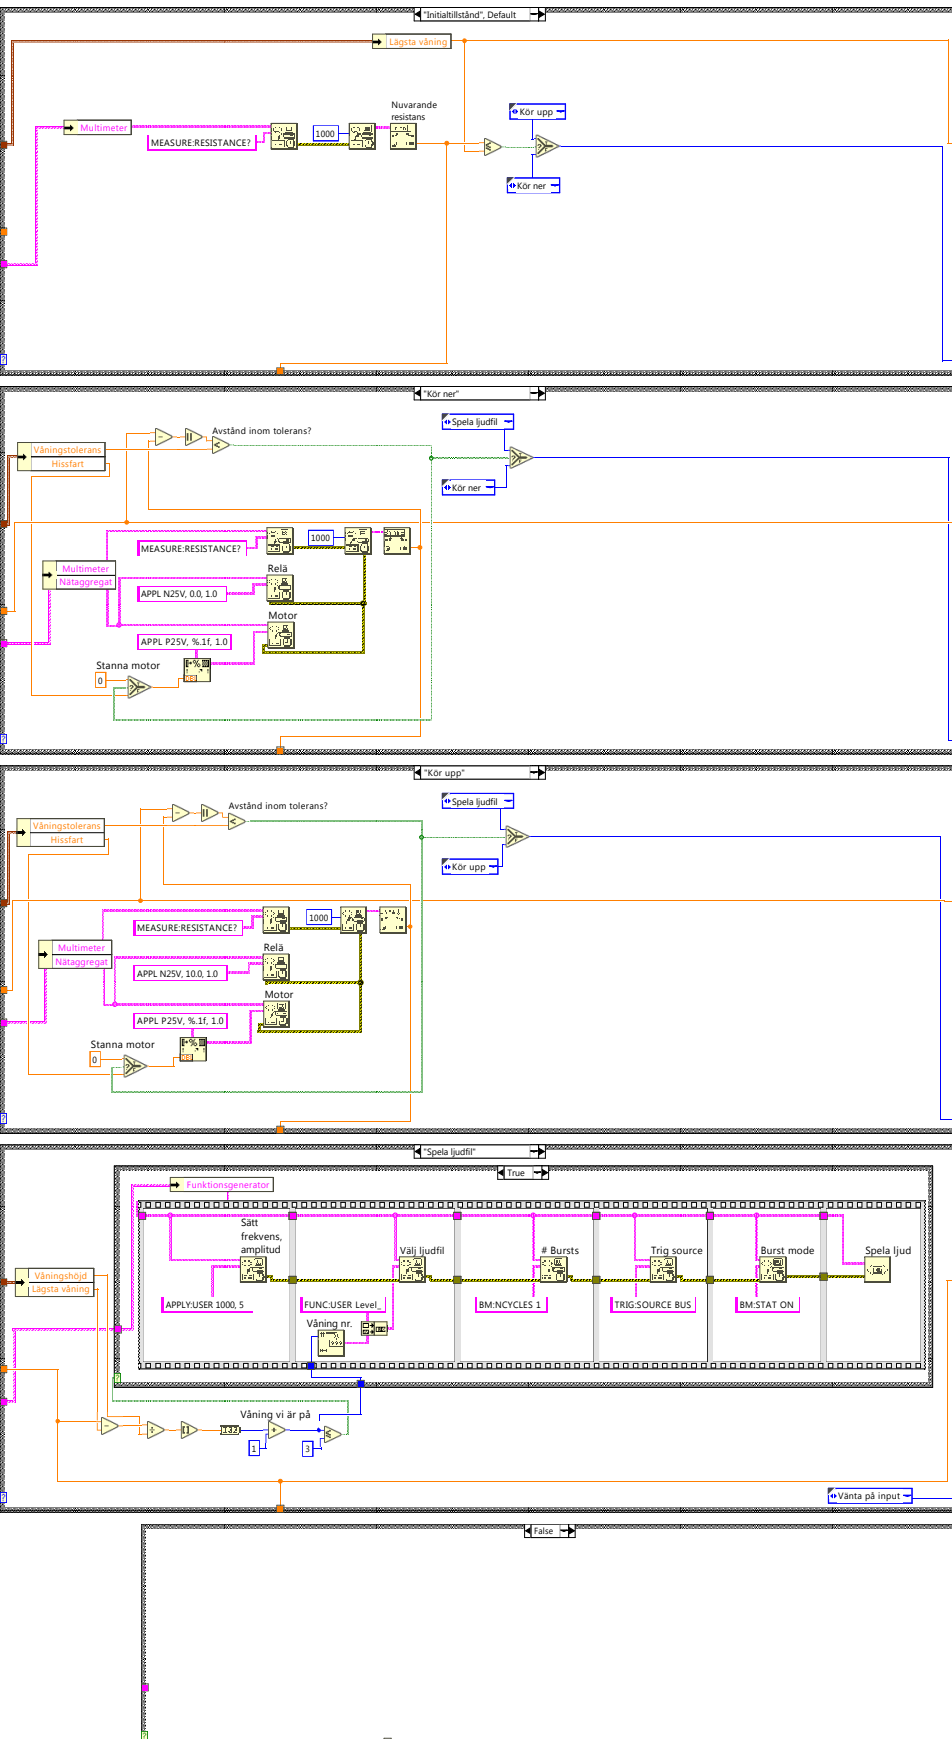 "Initialtillstånd", Default
Lägsta våning
Nuvarande
resistans
Kör upp
Multimeter
1000
MEASURE:RESISTANCE?
Kör ner
"Kör ner"
Spela ljudfil
Avstånd inom tolerans?
Våningstolerans
Hissfart
Kör ner
1000
MEASURE:RESISTANCE?
Multimeter
Nätaggregat
Relä
APPL N25V, 0.0, 1.0
Motor
APPL P25V, %.1f, 1.0
Stanna motor
0
"Kör upp"
Spela ljudfil
Avstånd inom tolerans?
Våningstolerans
Hissfart
Kör upp
1000
MEASURE:RESISTANCE?
Multimeter
Nätaggregat
Relä
APPL N25V, 10.0, 1.0
Motor
APPL P25V, %.1f, 1.0
Stanna motor
0
"Spela ljudfil"
True
Funktionsgenerator
Sätt
frekvens,
amplitud
Välj ljudfil
# Bursts
Trig source
Burst mode
Spela ljud
Våningshöjd
Lägsta våning
APPLY:USER 1000, 5
FUNC:USER Level_
BM:NCYCLES 1
TRIG:SOURCE BUS
BM:STAT ON
Våning nr.
Våning vi är på
1
3
Vänta på input
False